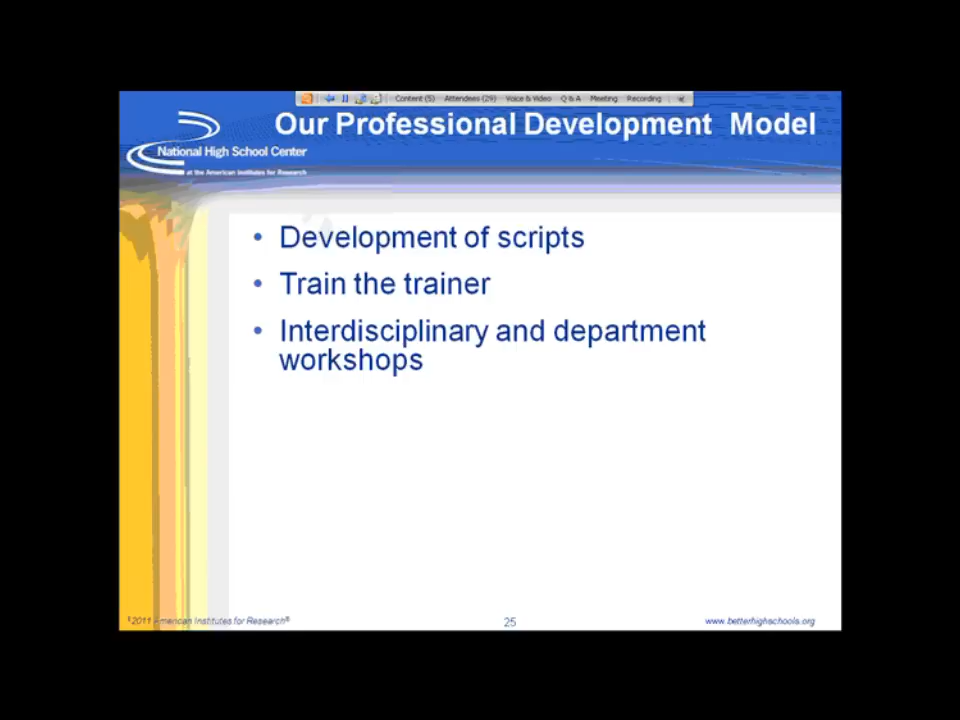 Content (5) Attendees (29) Voice & Video Q & A Meeting Recording
Our Professional Development Model
National High School Center
at the American Institutes for Research
• Development of scripts
• Train the trainer
• Interdisciplinary and department
workshops
2011 American Institutes for Research®
25
www.betterhighschools.org